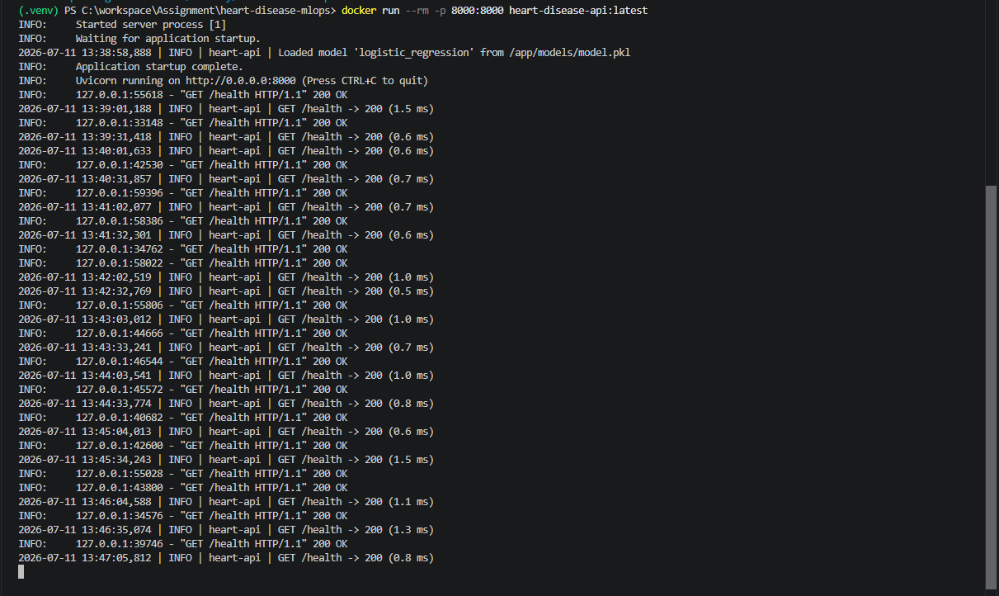 (.venv) PS C:\workspace\Assignment\heart-disease-mlops> docker run --rm -p 8000:8000 heart-disease-api:latest
INFO:     Started server process [1]
INFO:     Waiting for application startup.
2026-07-11 13:38:58,888 | INFO | heart-api | Loaded model 'logistic_regression' from /app/models/model.pkl
INFO:     Application startup complete.
INFO:     Uvicorn running on http://0.0.0.0:8000 (Press CTRL+C to quit)
INFO:     127.0.0.1:55618 - "GET /health HTTP/1.1" 200 OK
2026-07-11 13:39:01,188 | INFO | heart-api | GET /health -> 200 (1.5 ms)
INFO:     127.0.0.1:33148 - "GET /health HTTP/1.1" 200 OK
2026-07-11 13:39:31,418 | INFO | heart-api | GET /health -> 200 (0.6 ms)
2026-07-11 13:40:01,633 | INFO | heart-api | GET /health -> 200 (0.6 ms)
INFO:     127.0.0.1:42530 - "GET /health HTTP/1.1" 200 OK
2026-07-11 13:40:31,857 | INFO | heart-api | GET /health -> 200 (0.7 ms)
INFO:     127.0.0.1:59396 - "GET /health HTTP/1.1" 200 OK
2026-07-11 13:41:02,077 | INFO | heart-api | GET /health -> 200 (0.7 ms)
INFO:     127.0.0.1:58386 - "GET /health HTTP/1.1" 200 OK
2026-07-11 13:41:32,301 | INFO | heart-api | GET /health -> 200 (0.6 ms)
INFO:     127.0.0.1:34762 - "GET /health HTTP/1.1" 200 OK
INFO:     127.0.0.1:58022 - "GET /health HTTP/1.1" 200 OK
2026-07-11 13:42:02,519 | INFO | heart-api | GET /health -> 200 (1.0 ms)
2026-07-11 13:42:32,769 | INFO | heart-api | GET /health -> 200 (0.5 ms)
INFO:     127.0.0.1:55806 - "GET /health HTTP/1.1" 200 OK
2026-07-11 13:43:03,012 | INFO | heart-api | GET /health -> 200 (1.0 ms)
INFO:     127.0.0.1:44666 - "GET /health HTTP/1.1" 200 OK
2026-07-11 13:43:33,241 | INFO | heart-api | GET /health -> 200 (0.7 ms)
INFO:     127.0.0.1:46544 - "GET /health HTTP/1.1" 200 OK
2026-07-11 13:44:03,541 | INFO | heart-api | GET /health -> 200 (1.0 ms)
INFO:     127.0.0.1:45572 - "GET /health HTTP/1.1" 200 OK
2026-07-11 13:44:33,774 | INFO | heart-api | GET /health -> 200 (0.8 ms)
INFO:     127.0.0.1:40682 - "GET /health HTTP/1.1" 200 OK
2026-07-11 13:45:04,013 | INFO | heart-api | GET /health -> 200 (0.6 ms)
INFO:     127.0.0.1:42600 - "GET /health HTTP/1.1" 200 OK
2026-07-11 13:45:34,243 | INFO | heart-api | GET /health -> 200 (1.5 ms)
INFO:     127.0.0.1:55028 - "GET /health HTTP/1.1" 200 OK
INFO:     127.0.0.1:43800 - "GET /health HTTP/1.1" 200 OK
2026-07-11 13:46:04,588 | INFO | heart-api | GET /health -> 200 (1.1 ms)
INFO:     127.0.0.1:34576 - "GET /health HTTP/1.1" 200 OK
2026-07-11 13:46:35,074 | INFO | heart-api | GET /health -> 200 (1.3 ms)
INFO:     127.0.0.1:39746 - "GET /health HTTP/1.1" 200 OK
2026-07-11 13:47:05,812 | INFO | heart-api | GET /health -> 200 (0.8 ms)